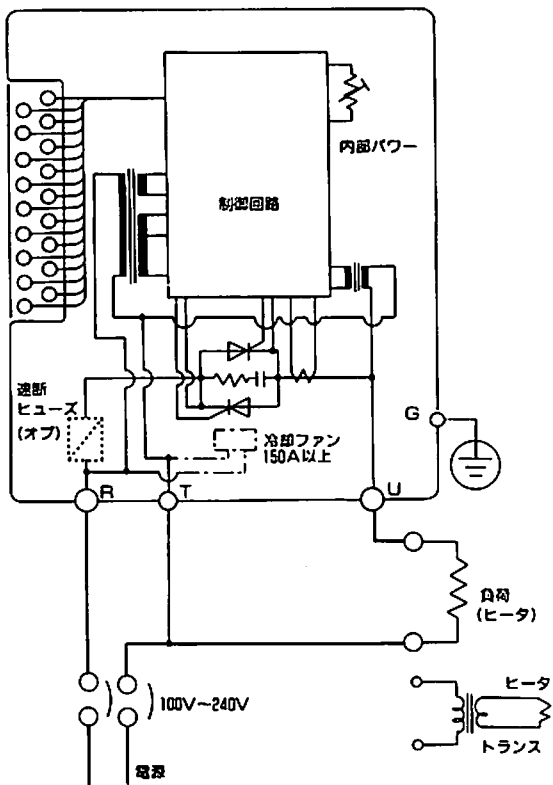 内部パワー
制御回路
速断
ヒューズ
(オプ)
冷却ファン
150A以上
G
R
T
U
負荷
(ヒータ)
100V〜240V
ヒータ
トランス
電源